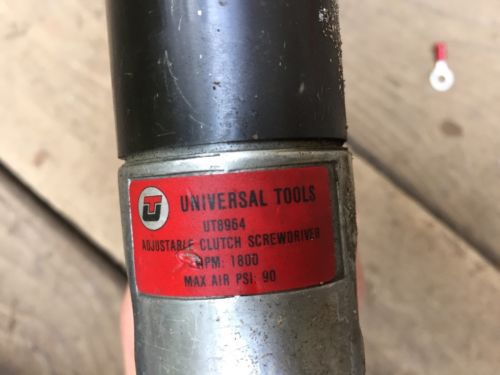 UT UNIVERSAL TOOLS
UT8964
ADJUSTABLE CLUTCH SCREWDRIVER
RPM: 1800
MAX AIR PSI: 90